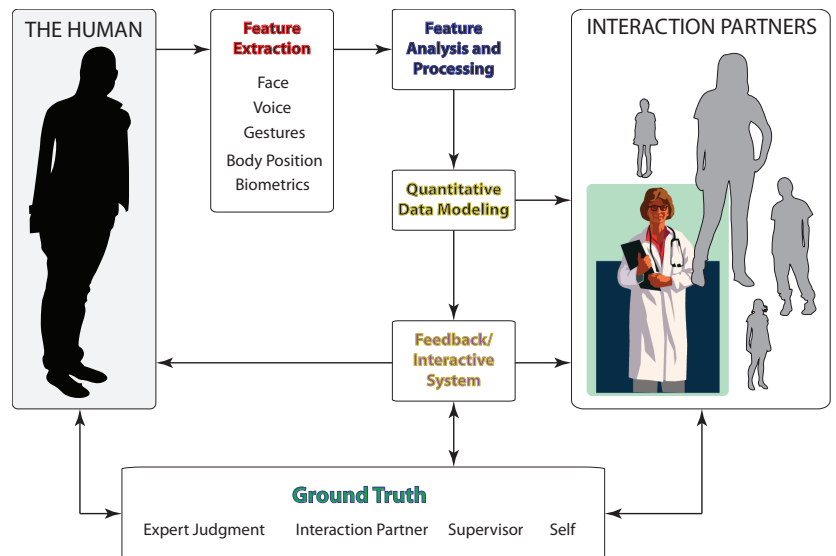 THE HUMAN
Feature
Extraction
Face
Voice
Gestures
Body Position
Biometrics
Feature
Analysis and
Processing
Quantitative
Data Modeling
Feedback/
Interactive
System
INTERACTION PARTNERS
Ground Truth
Expert Judgment Interaction Partner Supervisor Self